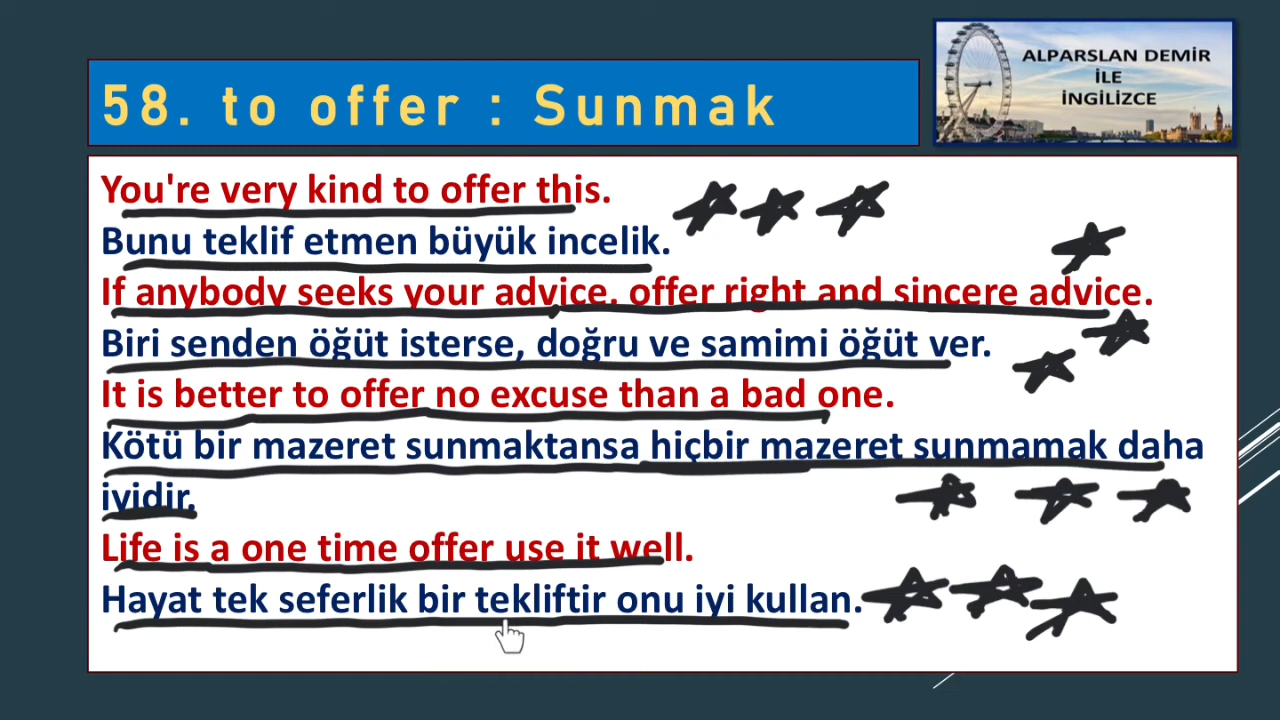 58. to offer : Sunmak
ALPARSLAN DEMİR
İLE
İNGİLİZCE
You're very kind to offer this.
Bunu teklif etmen büyük incelik.
If anybody seeks your advice, offer right and sincere advice.
Biri senden öğüt isterse, doğru ve samimi öğüt ver.
It is better to offer no excuse than a bad one.
Kötü bir mazeret sunmaktansa hiçbir mazeret sunmamak daha
iyidir.
Life is a one time offer use it well.
Hayat tek seferlik bir tekliftir onu iyi kullan.